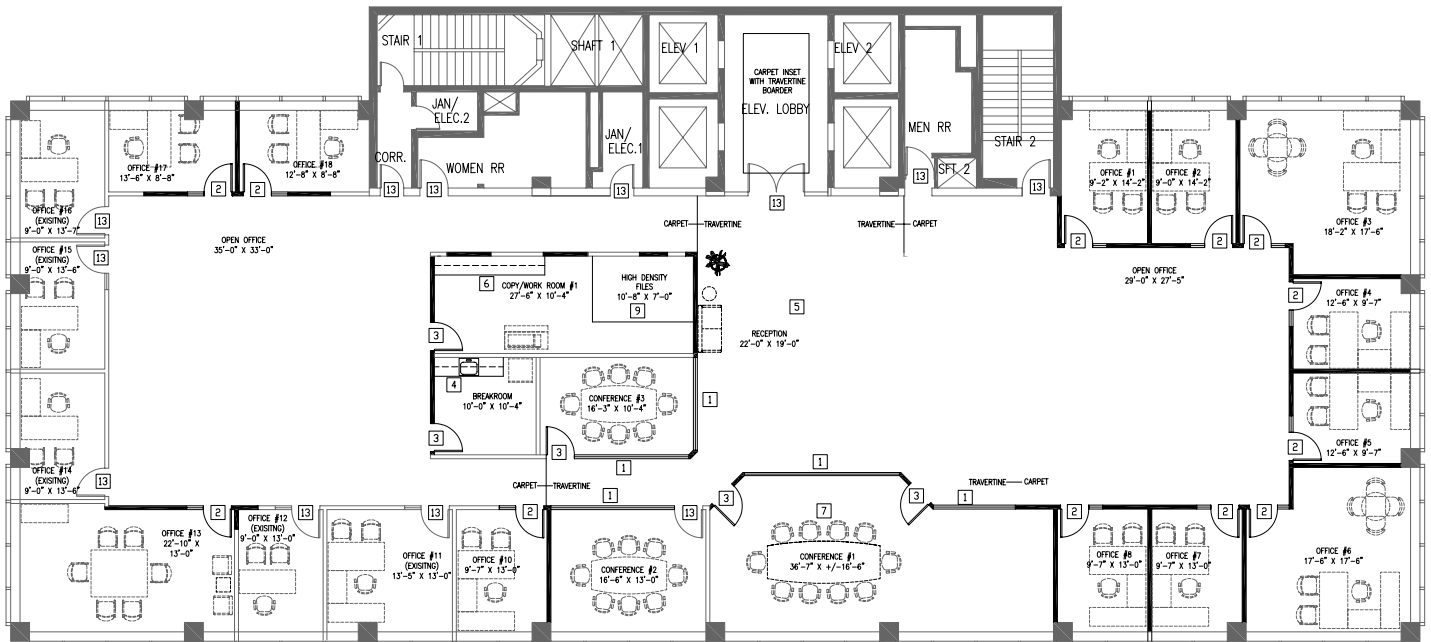 STAIR 1
SHAFT 1
ELEV 1
CARPET INSET
WITH TRAVERTINE
BOARDER
ELEV. LOBBY
ELEV 2
JAN/
ELEC.2
CORR.
WOMEN RR
JAN/
ELEC.1
MEN RR
SFT 2
STAIR 2
OFFICE #17
13'-6" X 8'-8"
OFFICE #18
12'-8" X 8'-8"
2
2
13
13
13
13
13
13
OFFICE #1
9'-2" X 14'-2"
OFFICE #2
9'-0" X 14'-2"
OFFICE #3
18'-2" X 17'-6"
OFFICE #16
(EXISITNG)
9'-0" X 13'-7"
13
CARPET
TRAVERTINE
TRAVERTINE
CARPET
2
2
2
OFFICE #15
(EXISITNG)
9'-0" X 13'-6"
13
OPEN OFFICE
35'-0" X 33'-0"
OPEN OFFICE
29'-0" X 27'-5"
6
COPY/WORK ROOM #1
27'-6" X 10'-4"
HIGH DENSITY
FILES
10'-8" X 7'-0"
9
5
2
OFFICE #4
12'-6" X 9'-7"
3
RECEPTION
22'-0" X 19'-0"
4
BREAKROOM
10'-0" X 10'-4"
CONFERENCE #3
16'-3" X 10'-4"
1
3
3
1
1
2
OFFICE #5
12'-6" X 9'-7"
OFFICE #14
(EXISITNG)
9'-0" X 13'-6"
13
CARPET
TRAVERTINE
1
TRAVERTINE
CARPET
3
3
1
OFFICE #13
22'-10" X
13'-0"
2
OFFICE #12
(EXISITNG)
9'-0" X 13'-0"
13
OFFICE #11
(EXISITNG)
13'-5" X 13'-0"
13
OFFICE #10
9'-7" X 13'-0"
2
CONFERENCE #2
16'-6" X 13'-0"
13
7
CONFERENCE #1
36'-7" X +/-16'-6"
2
OFFICE #8
9'-7" X 13'-0"
2
OFFICE #7
9'-7" X 13'-0"
2
OFFICE #6
17'-6" X 17'-6"